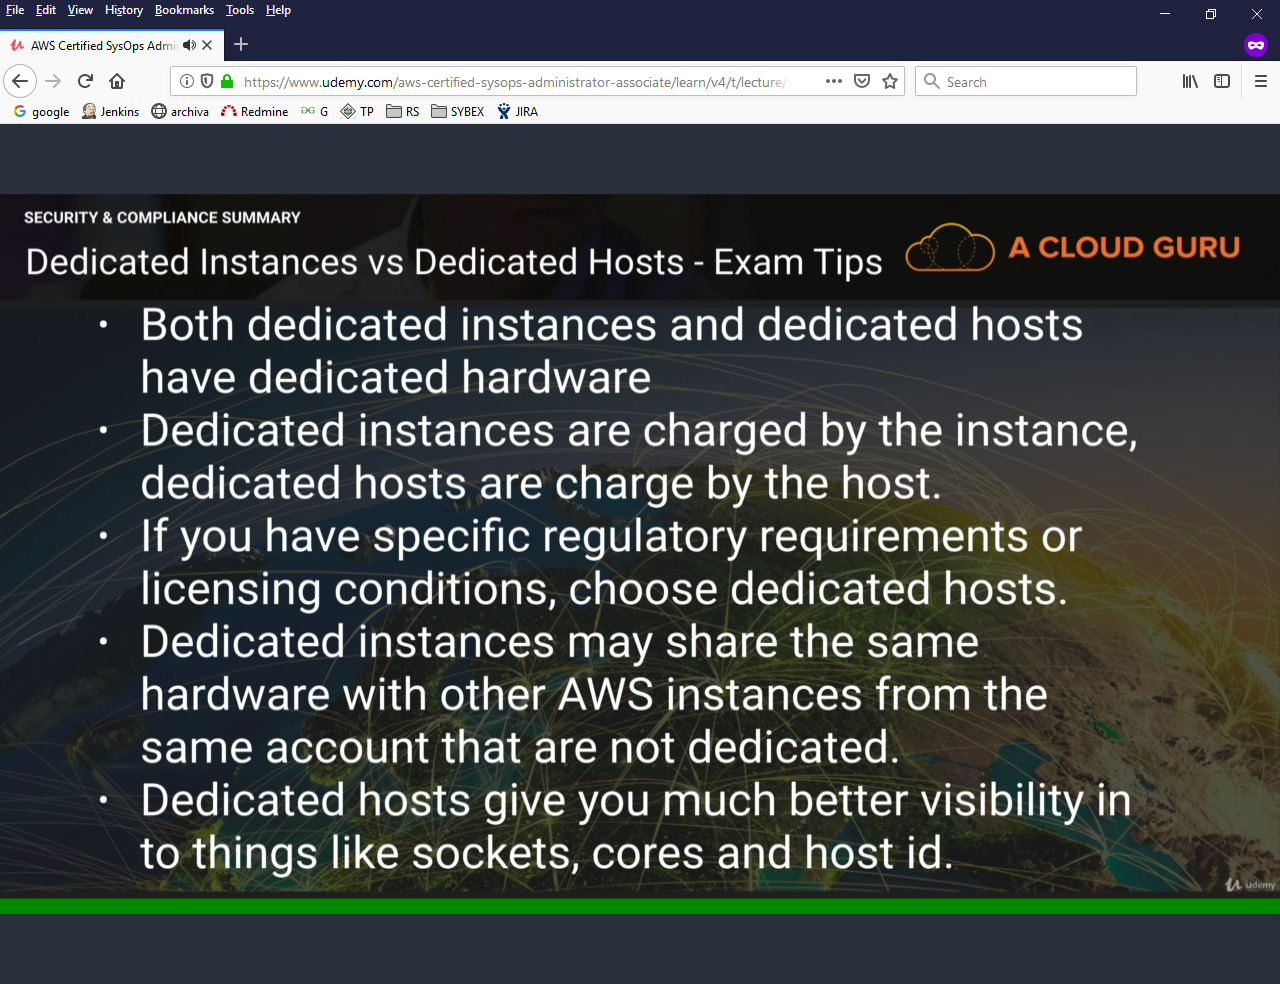 File Edit View History Bookmarks Tools Help
AWS Certified SysOps Admi
https://www.udemy.com/aws-certified-sysops-administrator-associate/learn/v4/t/lecture/
Search
google Jenkins archiva Redmine G TP RS SYBEX JIRA
SECURITY & COMPLIANCE SUMMARY
Dedicated Instances vs Dedicated Hosts - Exam Tips
A CLOUD GURU
• Both dedicated instances and dedicated hosts
have dedicated hardware
• Dedicated instances are charged by the instance,
dedicated hosts are charge by the host.
• If you have specific regulatory requirements or
licensing conditions, choose dedicated hosts.
• Dedicated instances may share the same
hardware with other AWS instances from the
same account that are not dedicated.
• Dedicated hosts give you much better visibility in
to things like sockets, cores and host id.
Udemy